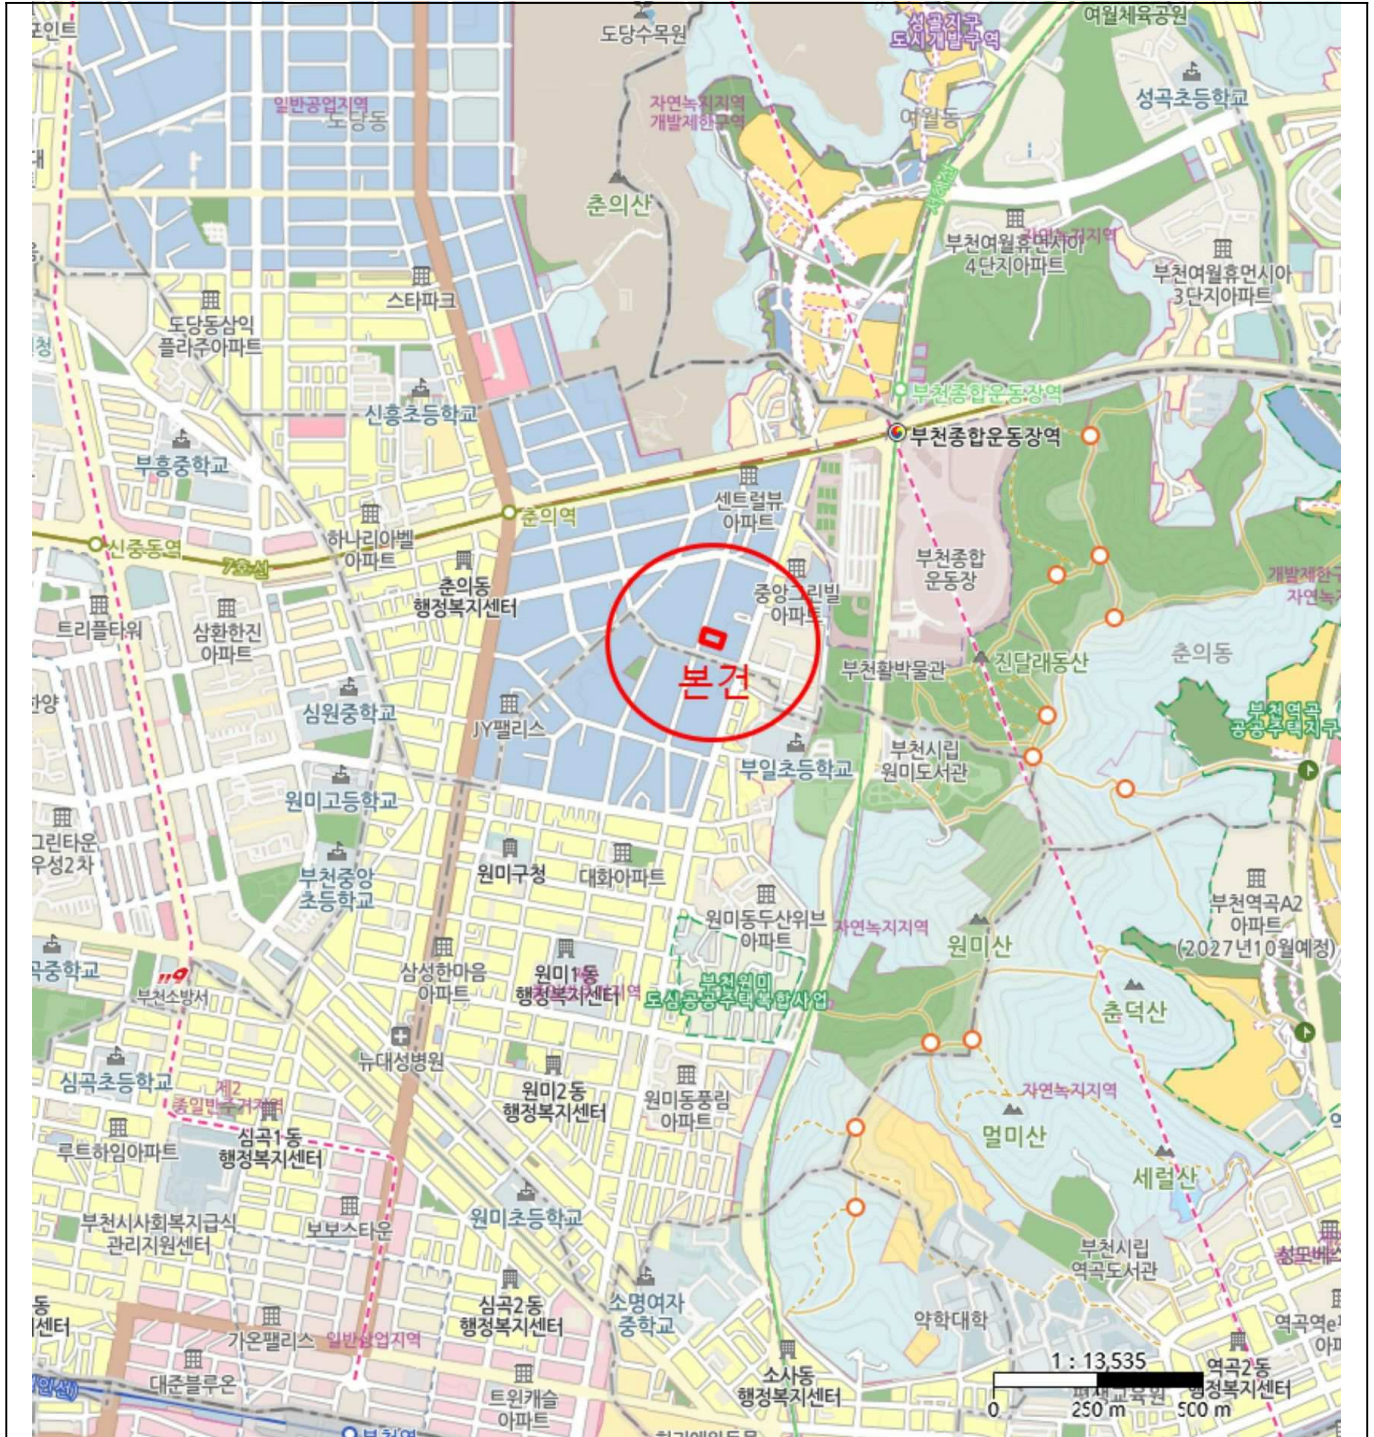 포인트
도당수목원
성골지구
도시개발구역
여월체육공원
일반공업지역
도당동
자연녹지지역
개발제한구역
여월동
성곡초등학교
춘의산
서해선
부천여월휴먼시아
4단지아파트
자연녹지지역
부천여월휴먼시아
3단지아파트
스타파크
도당동삼익
플라주아파트
신흥초등학교
부천종합운동장역
부천종합운동장역
부흥중학교
센트럴뷰
아파트
춘의역
하나리아벨
아파트
신중동역
7호선
춘의동
행정복지센터
부천종합
운동장
중앙그린빌
아파트
트리플타워
삼환한진
아파트
본건
부천활박물관
진달래동산
춘의동
심원중학교
JY팰리스
부천역곡
공공주택지구
부일초등학교
부천시립
원미도서관
원미고등학교
그린타운
우성2차
원미구청
대화아파트
부천중앙
초등학교
원미동두산위브
아파트
자연녹지지역
원미산
부천역곡A2
아파트
(2027년10월예정)
119
부천소방서
삼성한마음
아파트
원미1동
행정복지센터
부천원미
도심공공주택복합사업
춘덕산
뉴대성병원
심곡초등학교
제2
종일반주거지역
원미2동
행정복지센터
원미동풍림
아파트
자연녹지지역
멀미산
루트하임아파트
심곡1동
행정복지센터
세럴산
부천시사회복지급식
관리지원센터
보보스타운
원미초등학교
부천시립
역곡도서관
심곡2동
행정복지센터
소명여자
중학교
약학대학
가온팰리스
일반상업지역
대준블루온
트윈캐슬
아파트
소사동
행정복지센터
1 : 13,535
역곡2동
행정복지센터
평생교육원
0 250 m 500 m
부천역